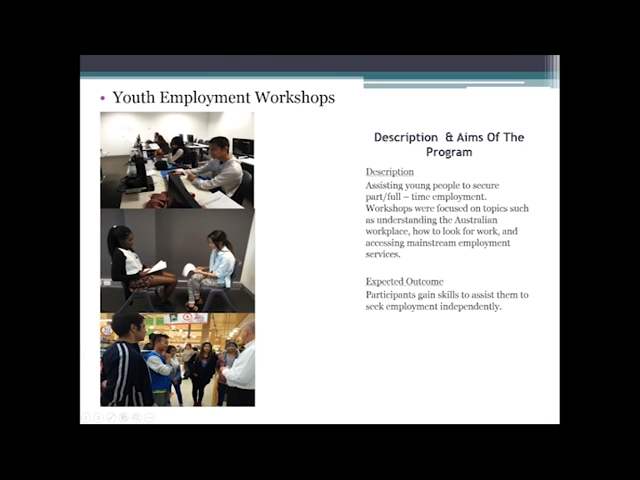 • Youth Employment Workshops
Description & Aims Of The
Program
Description
Assisting young people to secure
part/full – time employment.
Workshops were focused on topics such
as understanding the Australian
workplace, how to look for work, and
accessing mainstream employment
services.
Expected Outcome
Participants gain skills to assist them to
seek employment independently.